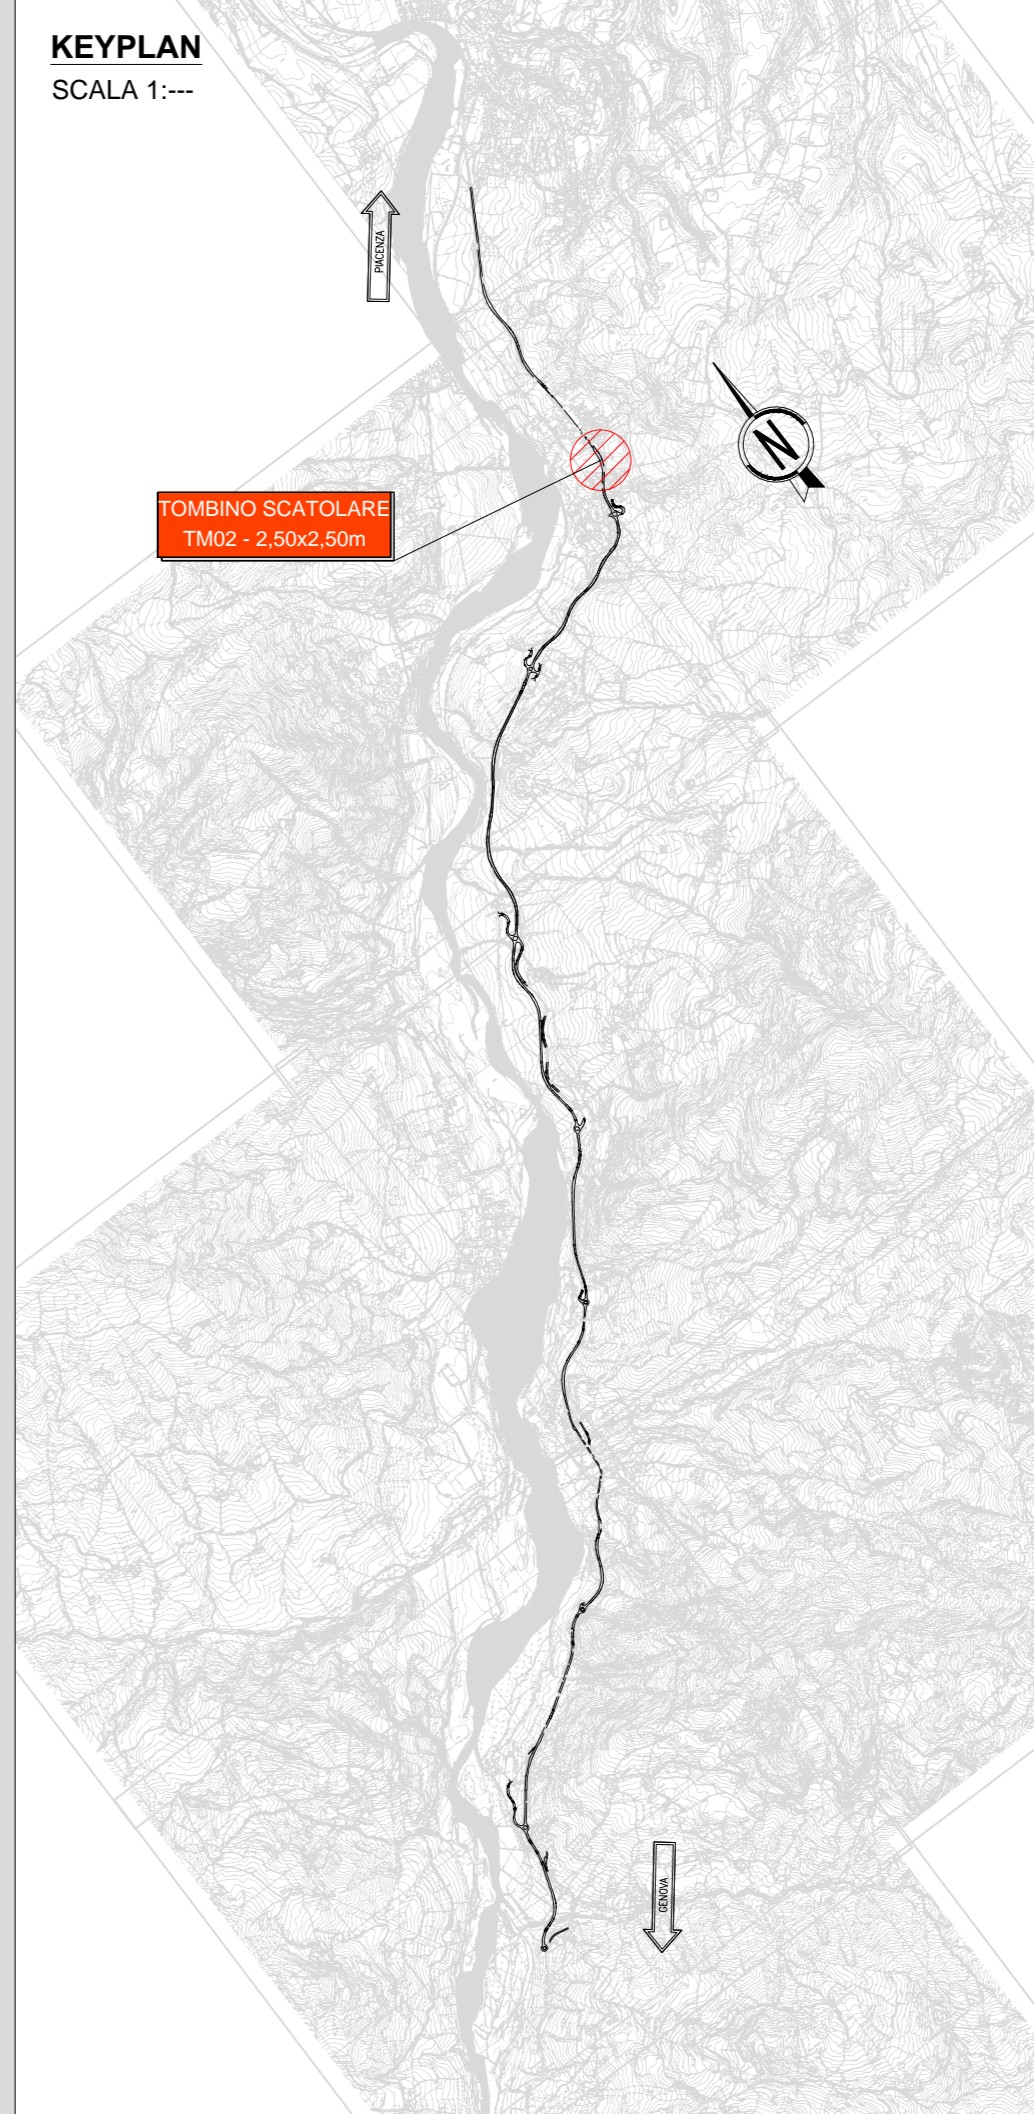 KEYPLAN
SCALA 1:---
PIACENZA
N
TOMBINO SCATOLARE
TM02 - 2,50x2,50m
GENOVA